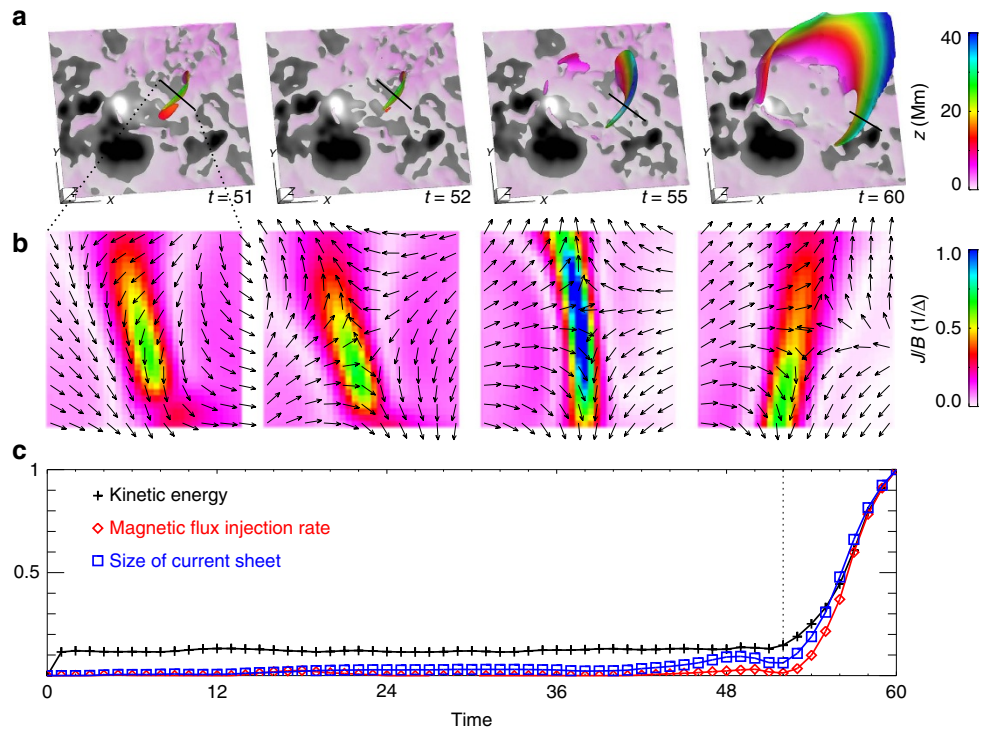 a
Y
Z
X
t = 51
Y
Z
X
t = 52
Y
Z
X
t = 55
Y
Z
X
t = 60
40
20
0
z (Mm)
b
1.0
0.5
0.0
J/B (1/Δ)
c
1
0.5
0
Kinetic energy
Magnetic flux injection rate
Size of current sheet
0 12 24 36 48 60
Time